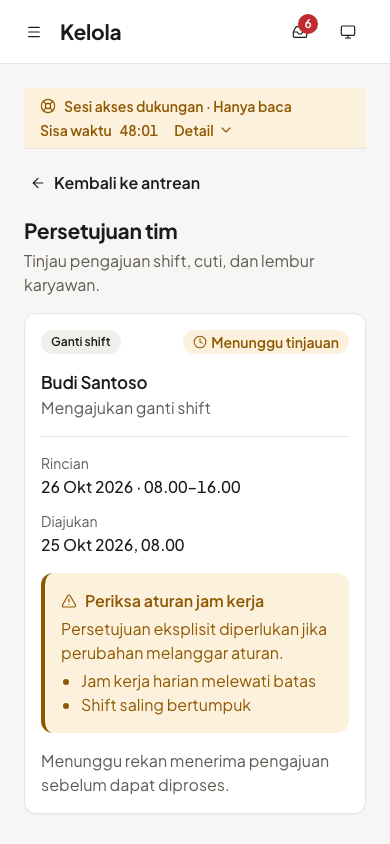 Kelola
6
Sesi akses dukungan · Hanya baca
Sisa waktu 48:01 Detail
Kembali ke antrean
Persetujuan tim
Tinjau pengajuan shift, cuti, dan lembur
karyawan.
Ganti shift
Menunggu tinjauan
Budi Santoso
Mengajukan ganti shift
Rincian
26 Okt 2026 · 08.00–16.00
Diajukan
25 Okt 2026, 08.00
Periksa aturan jam kerja
Persetujuan eksplisit diperlukan jika
perubahan melanggar aturan.
• Jam kerja harian melewati batas
• Shift saling bertumpuk
Menunggu rekan menerima pengajuan
sebelum dapat diproses.